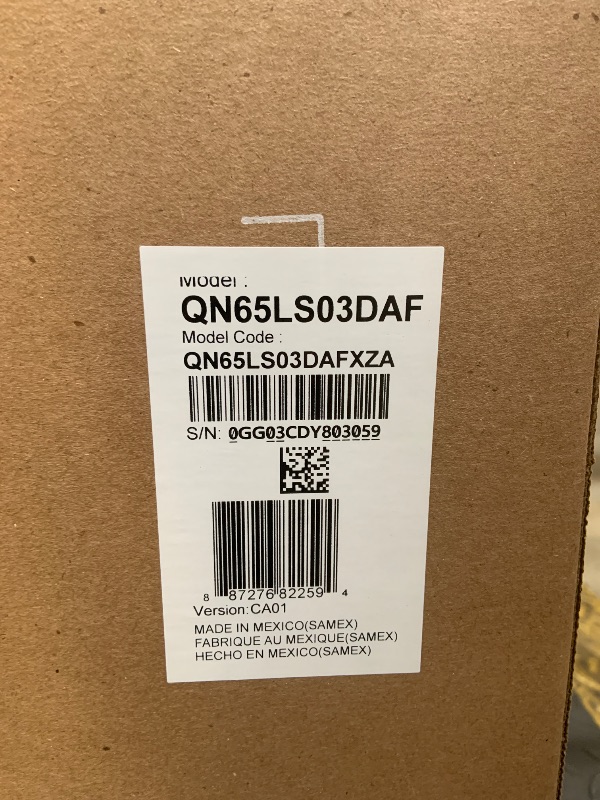 Model :
QN65LS03DAF
Model Code :
QN65LS03DAFXZA
S/N: 0GG03CDY803059
8 87276 82259 4
Version:CA01
MADE IN MEXICO(SAMEX)
FABRIQUE AU MEXIQUE(SAMEX)
HECHO EN MEXICO(SAMEX)